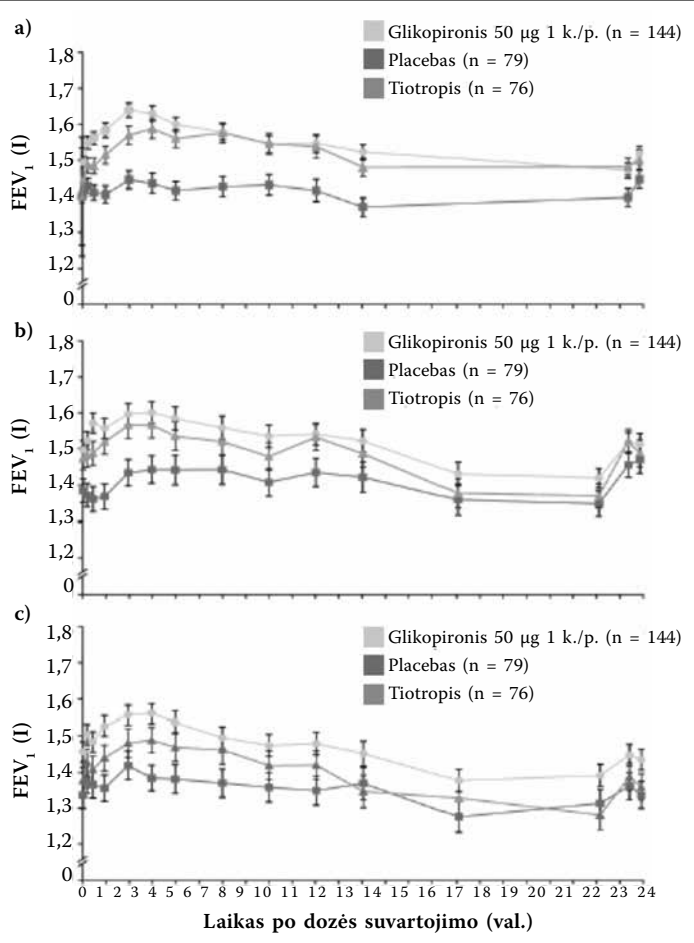 a)
Glikopironis 50 µg 1 k./p. (n = 144)
Placebas (n = 79)
Tiotropis (n = 76)
FEV₁ (l)
1,8
1,7
1,6
1,5
1,4
1,3
1,2
0
b)
Glikopironis 50 µg 1 k./p. (n = 144)
Placebas (n = 79)
Tiotropis (n = 76)
FEV₁ (l)
1,8
1,7
1,6
1,5
1,4
1,3
1,2
0
c)
Glikopironis 50 µg 1 k./p. (n = 144)
Placebas (n = 79)
Tiotropis (n = 76)
FEV₁ (l)
1,8
1,7
1,6
1,5
1,4
1,3
1,2
0
0 1 2 3 4 5 6 7 8 9 10 11 12 13 14 15 16 17 18 19 20 21 22 23 24
Laikas po dozės suvartojimo (val.)